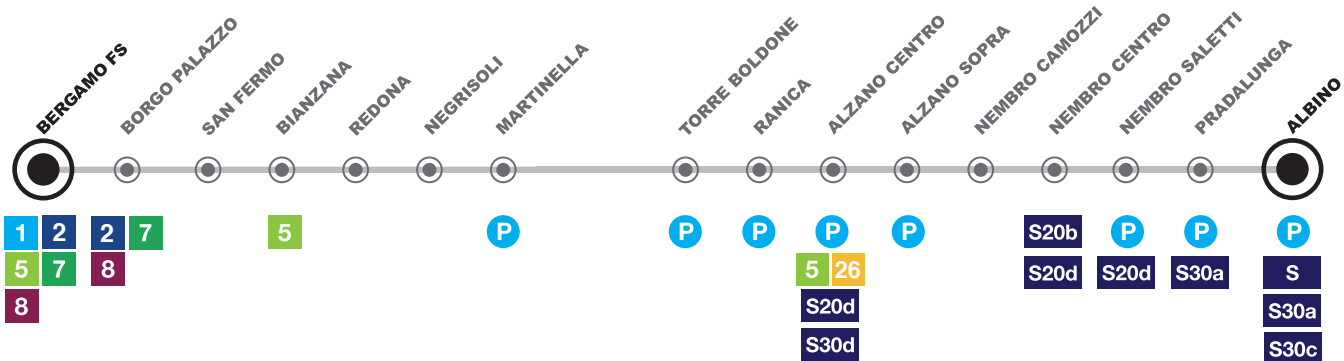 BERGAMO FS
BORGO PALAZZO
SAN FERMO
BIANZANA
REDONA
NEGRISOLI
MARTINELLA
TORRE BOLDONE
RANICA
ALZANO CENTRO
ALZANO SOPRA
NEMBRO CAMOZZI
NEMBRO CENTRO
NEMBRO SALETTI
PRADALUNGA
ALBINO
1 2 2 7 5 P P P P P S20b P P P
5 7 8 5 26 S20d S20d S30a S
8 S20d S30a
S30d S30c